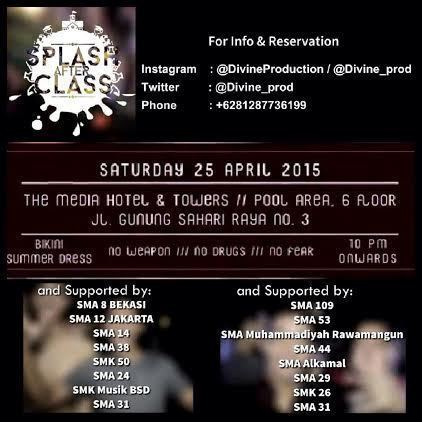 SPLASH
AFTER
CLASS
For Info & Reservation
Instagram : @DivineProduction / @Divine_prod
Twitter : @Divine_prod
Phone : +6281287736199
SATURDAY 25 APRIL 2015
THE MEDIA HOTEL & TOWERS // POOL AREA, 6 FLOOR
JL. GUNUNG SAHARI RAYA NO. 3
BIKINI
SUMMER DRESS
NO WEAPON /// NO DRUGS /// NO FEAR
10 PM
ONWARDS
and Supported by:
SMA 8 BEKASI
SMA 12 JAKARTA
SMA 14
SMA 38
SMK 50
SMA 24
SMK Musik BSD
SMA 31
and Supported by:
SMA 109
SMA 53
SMA Muhammadiyah Rawamangun
SMA 44
SMA Alkamal
SMA 29
SMK 26
SMA 31